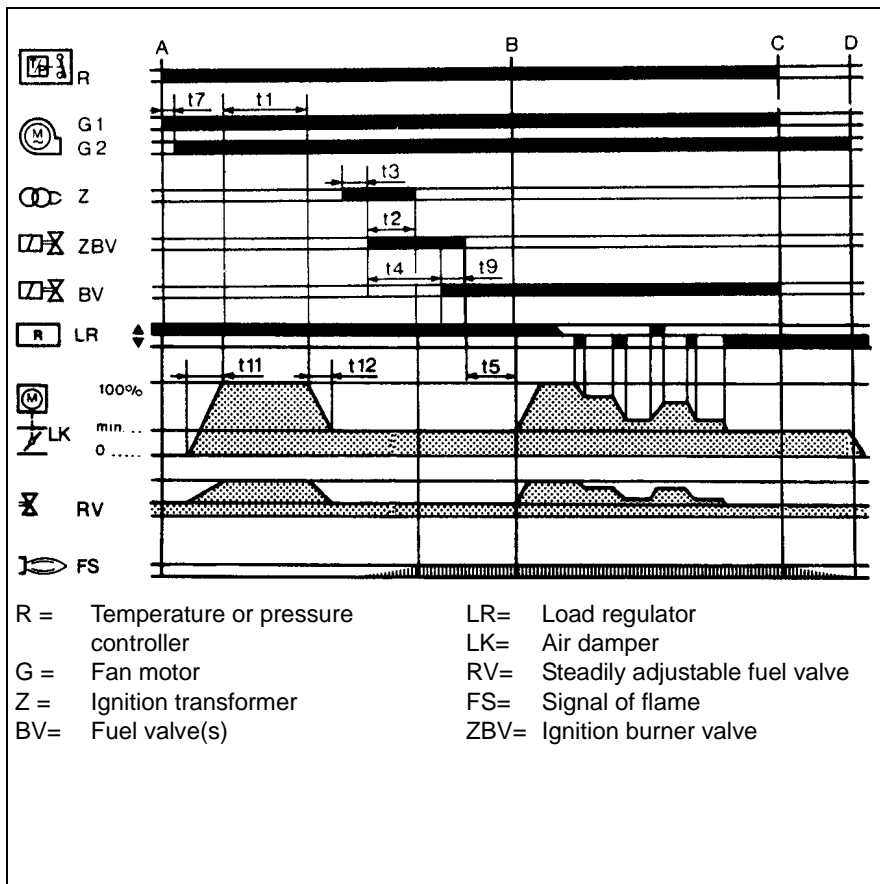 A B C D
R
t7 t1
G1
G2
t3
Z
t2
ZBV
t4 t9
BV
R LR
t11 t12 t5
100%
M
min. ..
LK
0 .....
RV
FS
R = Temperature or pressure controller
G = Fan motor
Z = Ignition transformer
BV= Fuel valve(s)
LR= Load regulator
LK= Air damper
RV= Steadily adjustable fuel valve
FS= Signal of flame
ZBV= Ignition burner valve